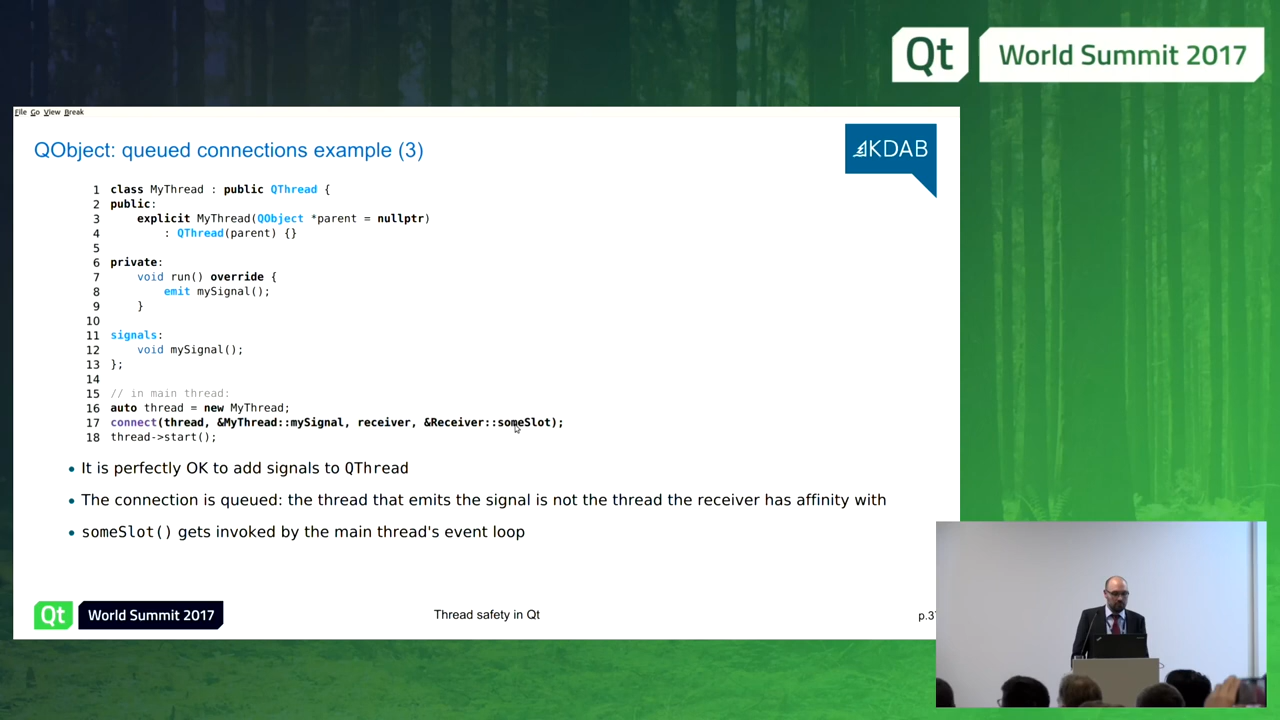 Qt World Summit 2017
File Go View Break
QObject: queued connections example (3)
KDAB
1 class MyThread : public QThread {
2 public:
3     explicit MyThread(QObject *parent = nullptr)
4         : QThread(parent) {}
5
6 private:
7     void run() override {
8         emit mySignal();
9     }
10
11 signals:
12     void mySignal();
13 };
14
15 // in main thread:
16 auto thread = new MyThread;
17 connect(thread, &MyThread::mySignal, receiver, &Receiver::someSlot);
18 thread->start();
• It is perfectly OK to add signals to QThread
• The connection is queued: the thread that emits the signal is not the thread the receiver has affinity with
• someSlot() gets invoked by the main thread's event loop
Qt World Summit 2017
Thread safety in Qt